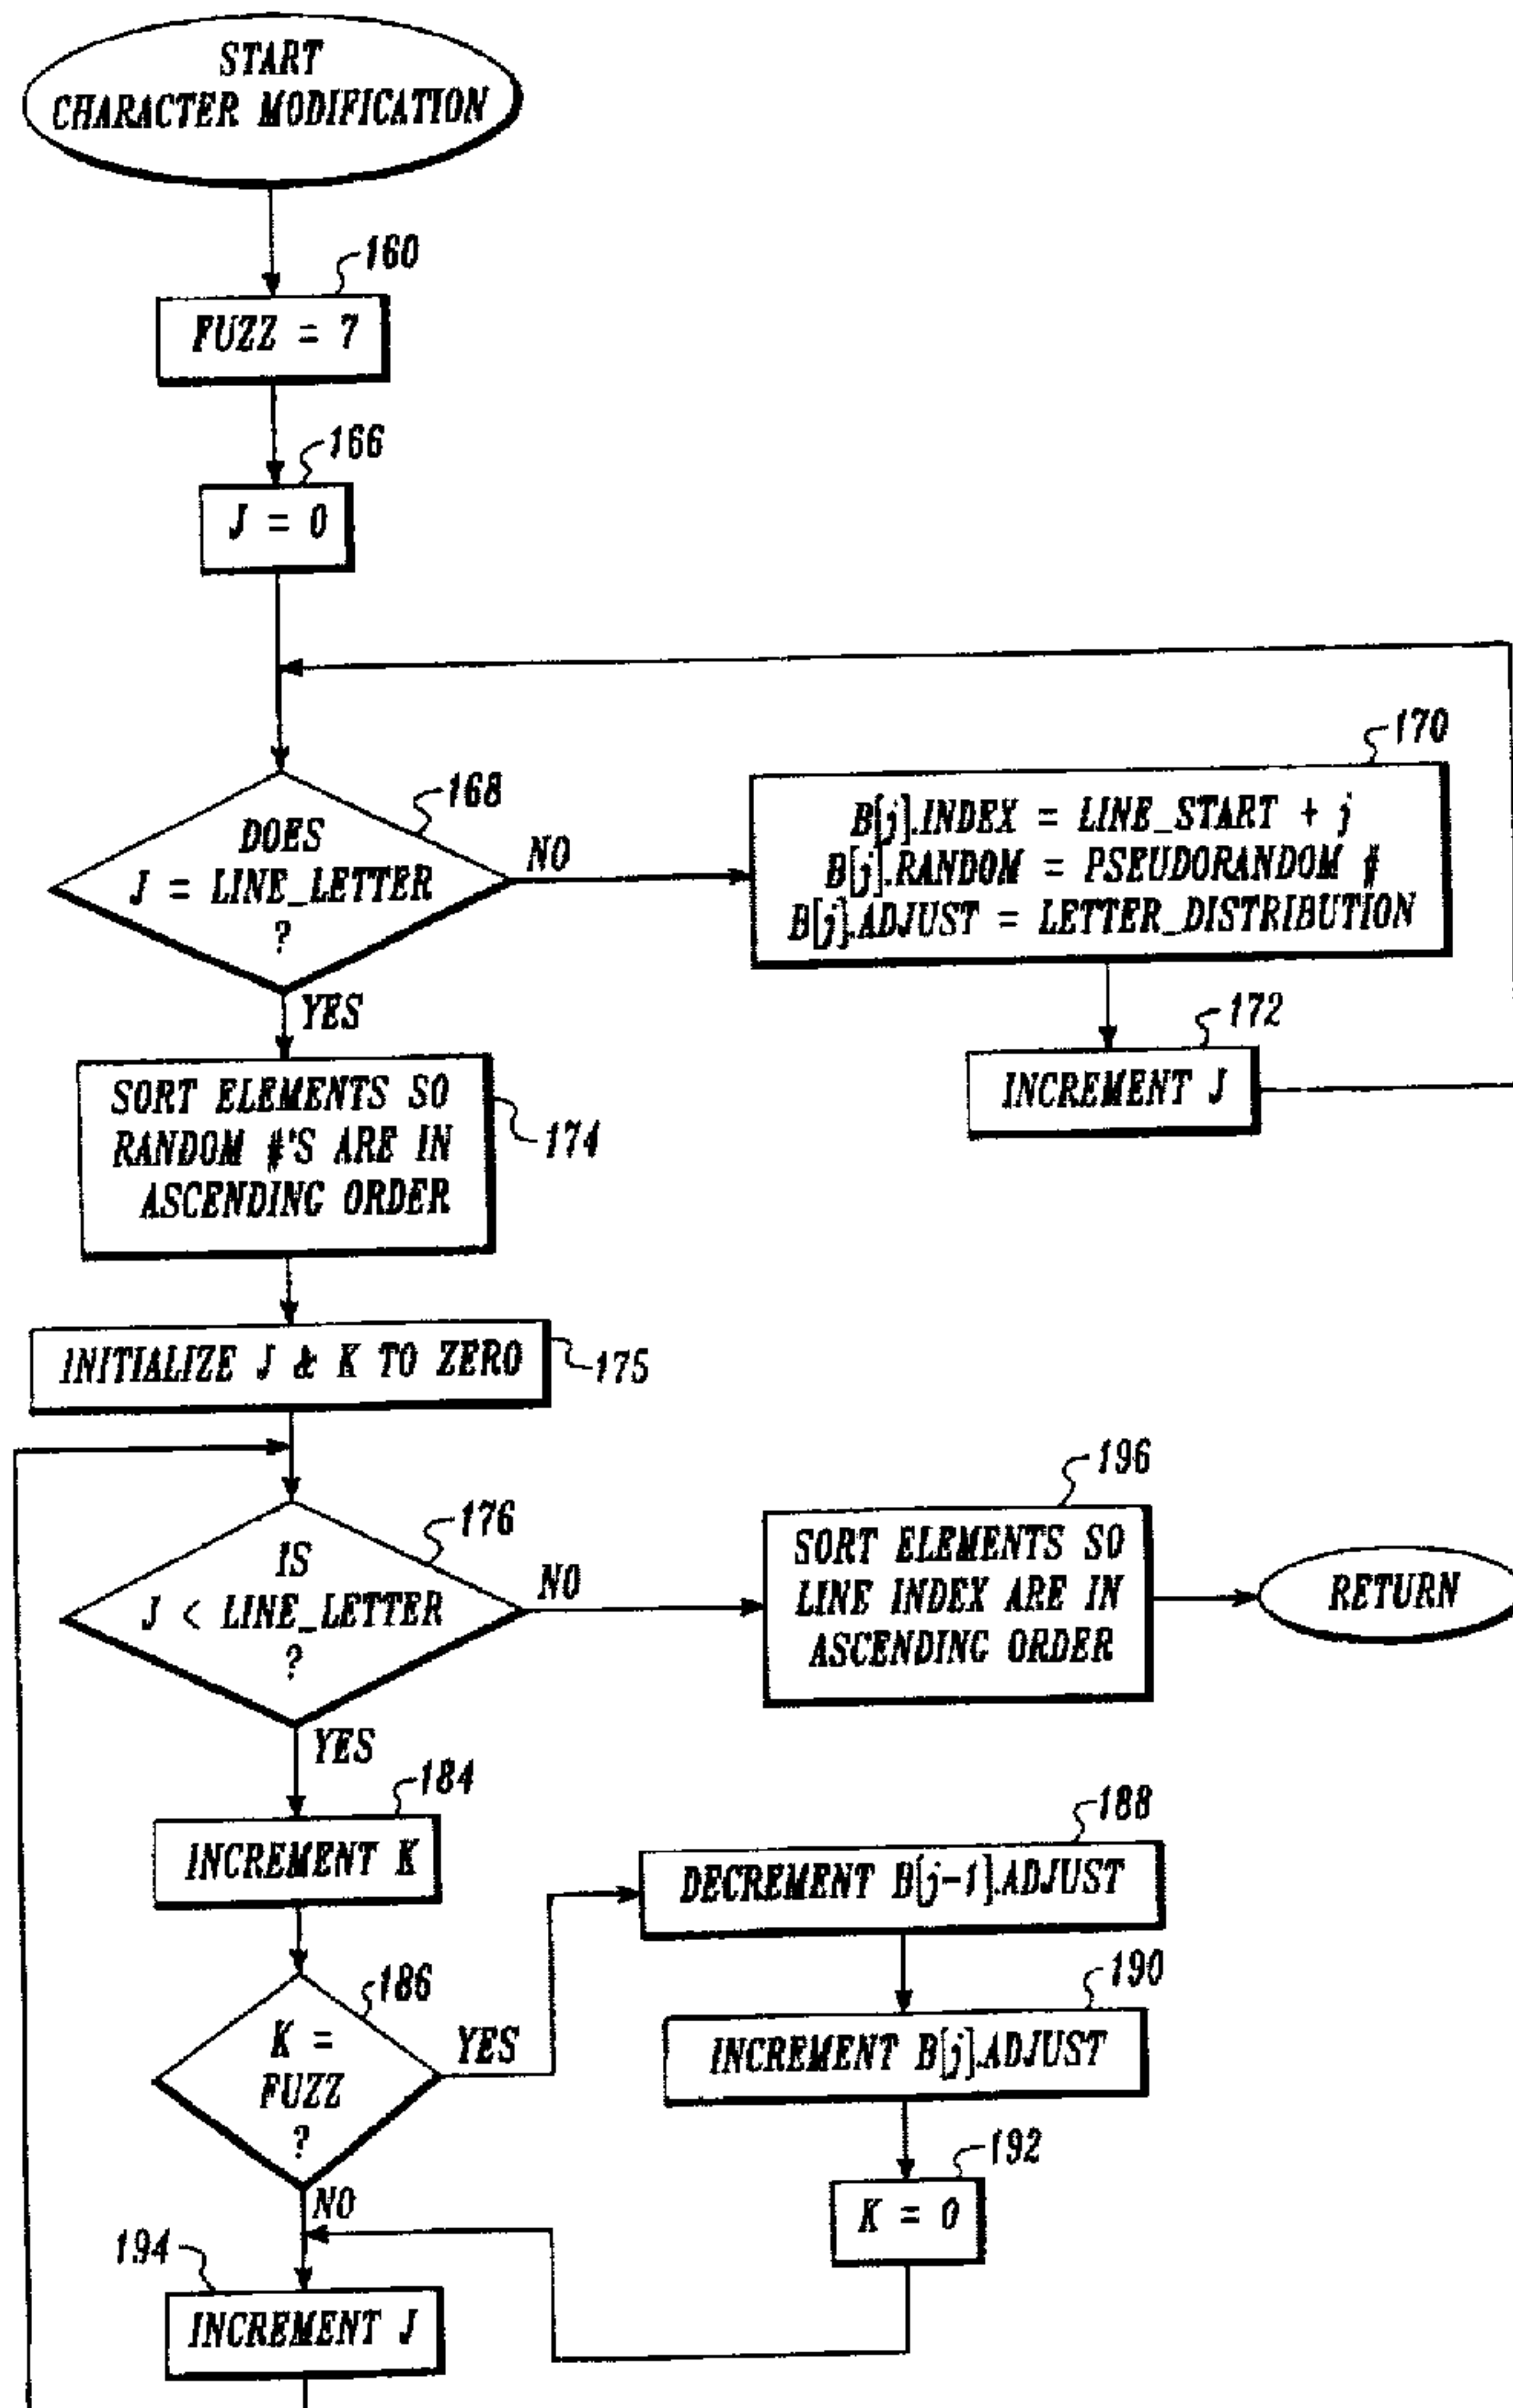 START
CHARACTER MODIFICATION
160
FUZZ = 7
166
J = 0
168
DOES
J = LINE_LETTER
?
NO
YES
170
B[j].INDEX = LINE_START + j
B[j].RANDOM = PSEUDORANDOM #
B[j].ADJUST = LETTER_DISTRIBUTION
172
INCREMENT J
SORT ELEMENTS SO
RANDOM #'S ARE IN
ASCENDING ORDER
174
INITIALIZE J & K TO ZERO
175
176
IS
J < LINE_LETTER
?
NO
YES
196
SORT ELEMENTS SO
LINE INDEX ARE IN
ASCENDING ORDER
RETURN
184
INCREMENT K
186
K =
FUZZ
?
YES
NO
188
DECREMENT B[j-1].ADJUST
190
INCREMENT B[j].ADJUST
192
K = 0
194
INCREMENT J